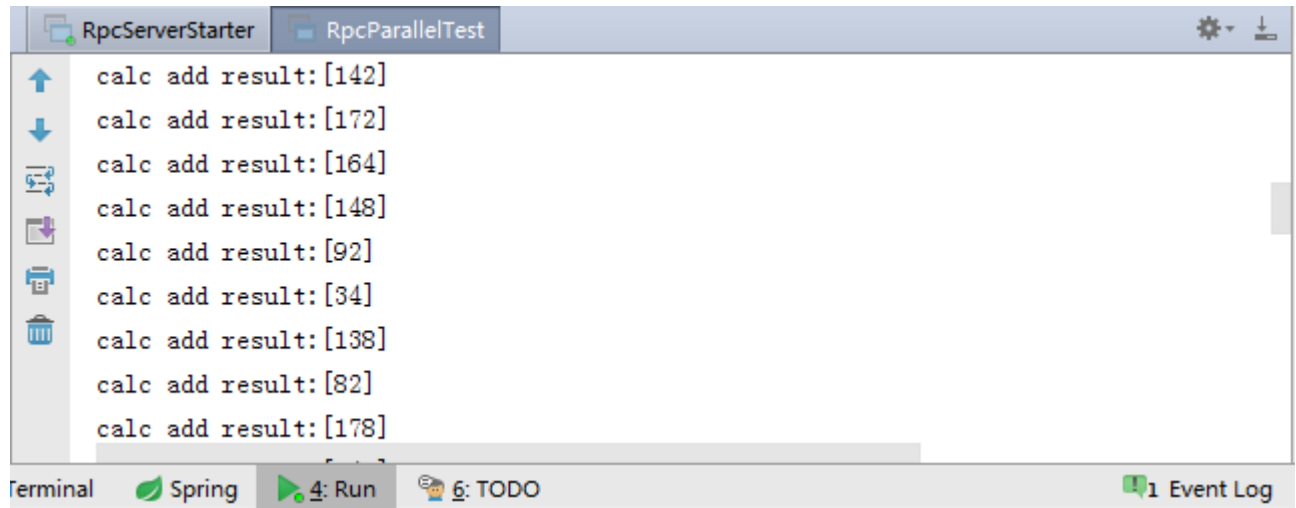 RpcServerStarter RpcParallelTest
calc add result:[142]
calc add result:[172]
calc add result:[164]
calc add result:[148]
calc add result:[92]
calc add result:[34]
calc add result:[138]
calc add result:[82]
calc add result:[178]
Terminal Spring 4: Run 6: TODO 1 Event Log